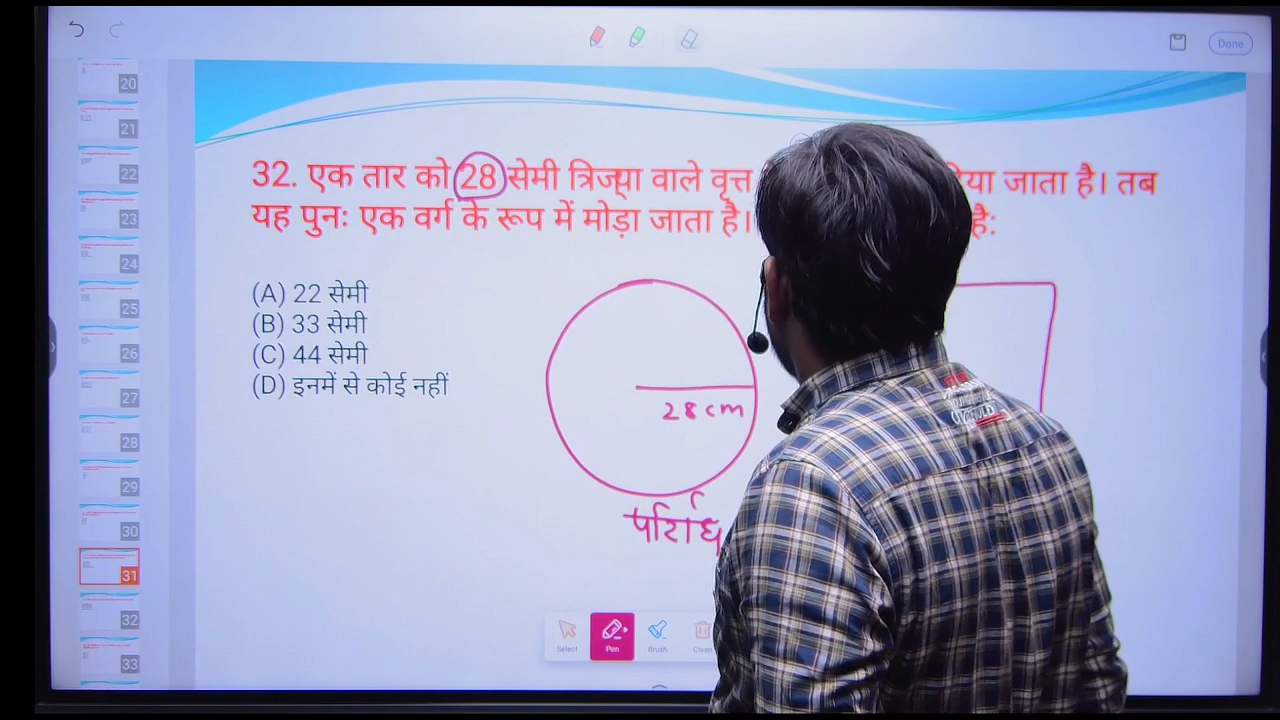 Done
32. एक तार को 28 सेमी त्रिज्या वाले वृत्त या जाता है। तब
यह पुनः एक वर्ग के रूप में मोड़ा जाता है। है:
(A) 22 सेमी
(B) 33 सेमी
(C) 44 सेमी
(D) इनमें से कोई नहीं
28 cm
परिधि
20
21
22
23
24
25
26
27
28
29
30
31
32
33
Select Pen Brush Clean